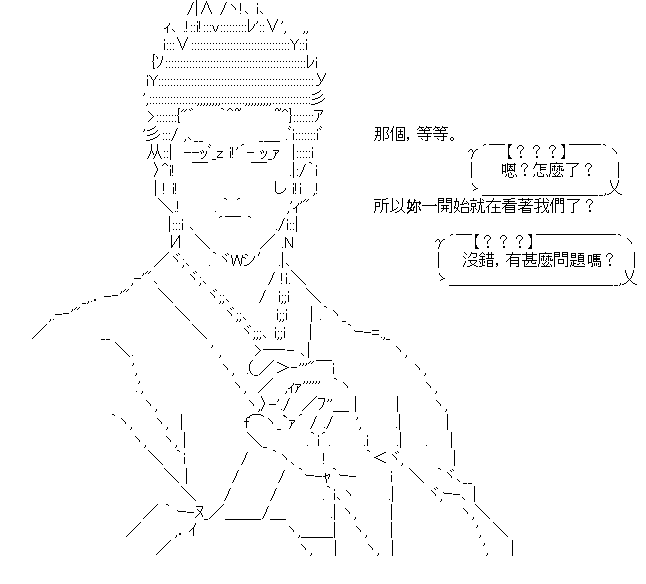 那個，等等。
【？？？】
嗯？怎麼了？
所以妳一開始就在看著我們了？
【？？？】
沒錯，有甚麼問題嗎？